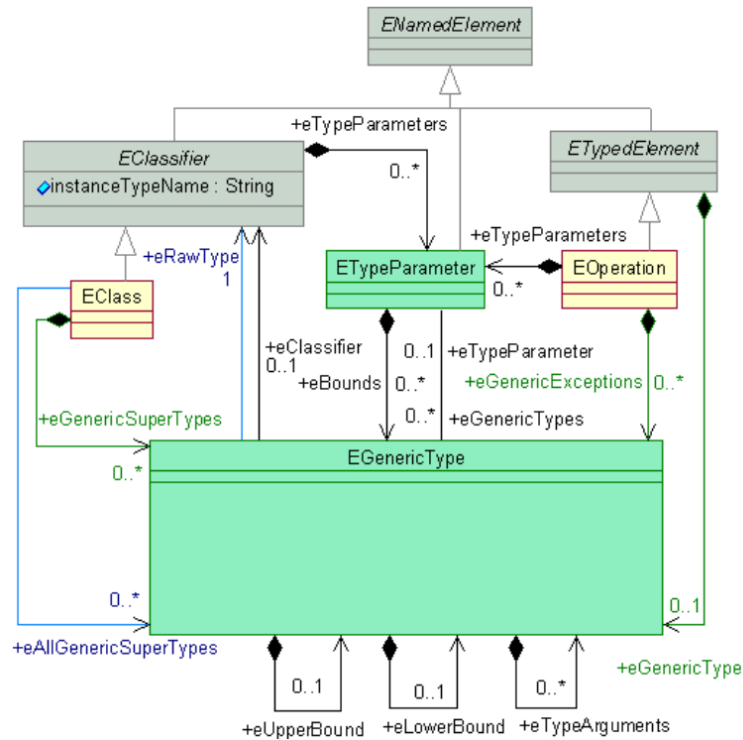 ENamedElement
+eTypeParameters
EClassifier
ETypedElement
0..*
instanceTypeName : String
+eRawType
1
+eTypeParameters
ETypeParameter
EOperation
0..*
EClass
+eClassifier
0..1
0..1
+eTypeParameter
+eBounds
0..*
+eGenericExceptions
0..*
+eGenericSuperTypes
0..*
+eGenericTypes
EGenericType
0..*
0..*
0..1
+eAllGenericSuperTypes
+eGenericType
0..1
0..1
0..*
+eUpperBound
+eLowerBound
+eTypeArguments